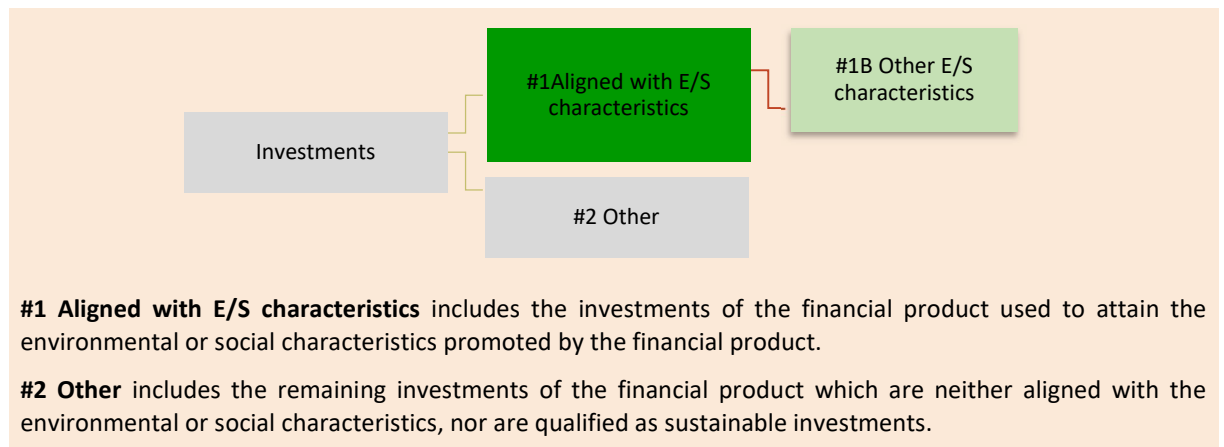 #1Aligned with E/S
characteristics
#1B Other E/S
characteristics
Investments
#2 Other
#1 Aligned with E/S characteristics includes the investments of the financial product used to attain the
environmental or social characteristics promoted by the financial product.
#2 Other includes the remaining investments of the financial product which are neither aligned with the
environmental or social characteristics, nor are qualified as sustainable investments.